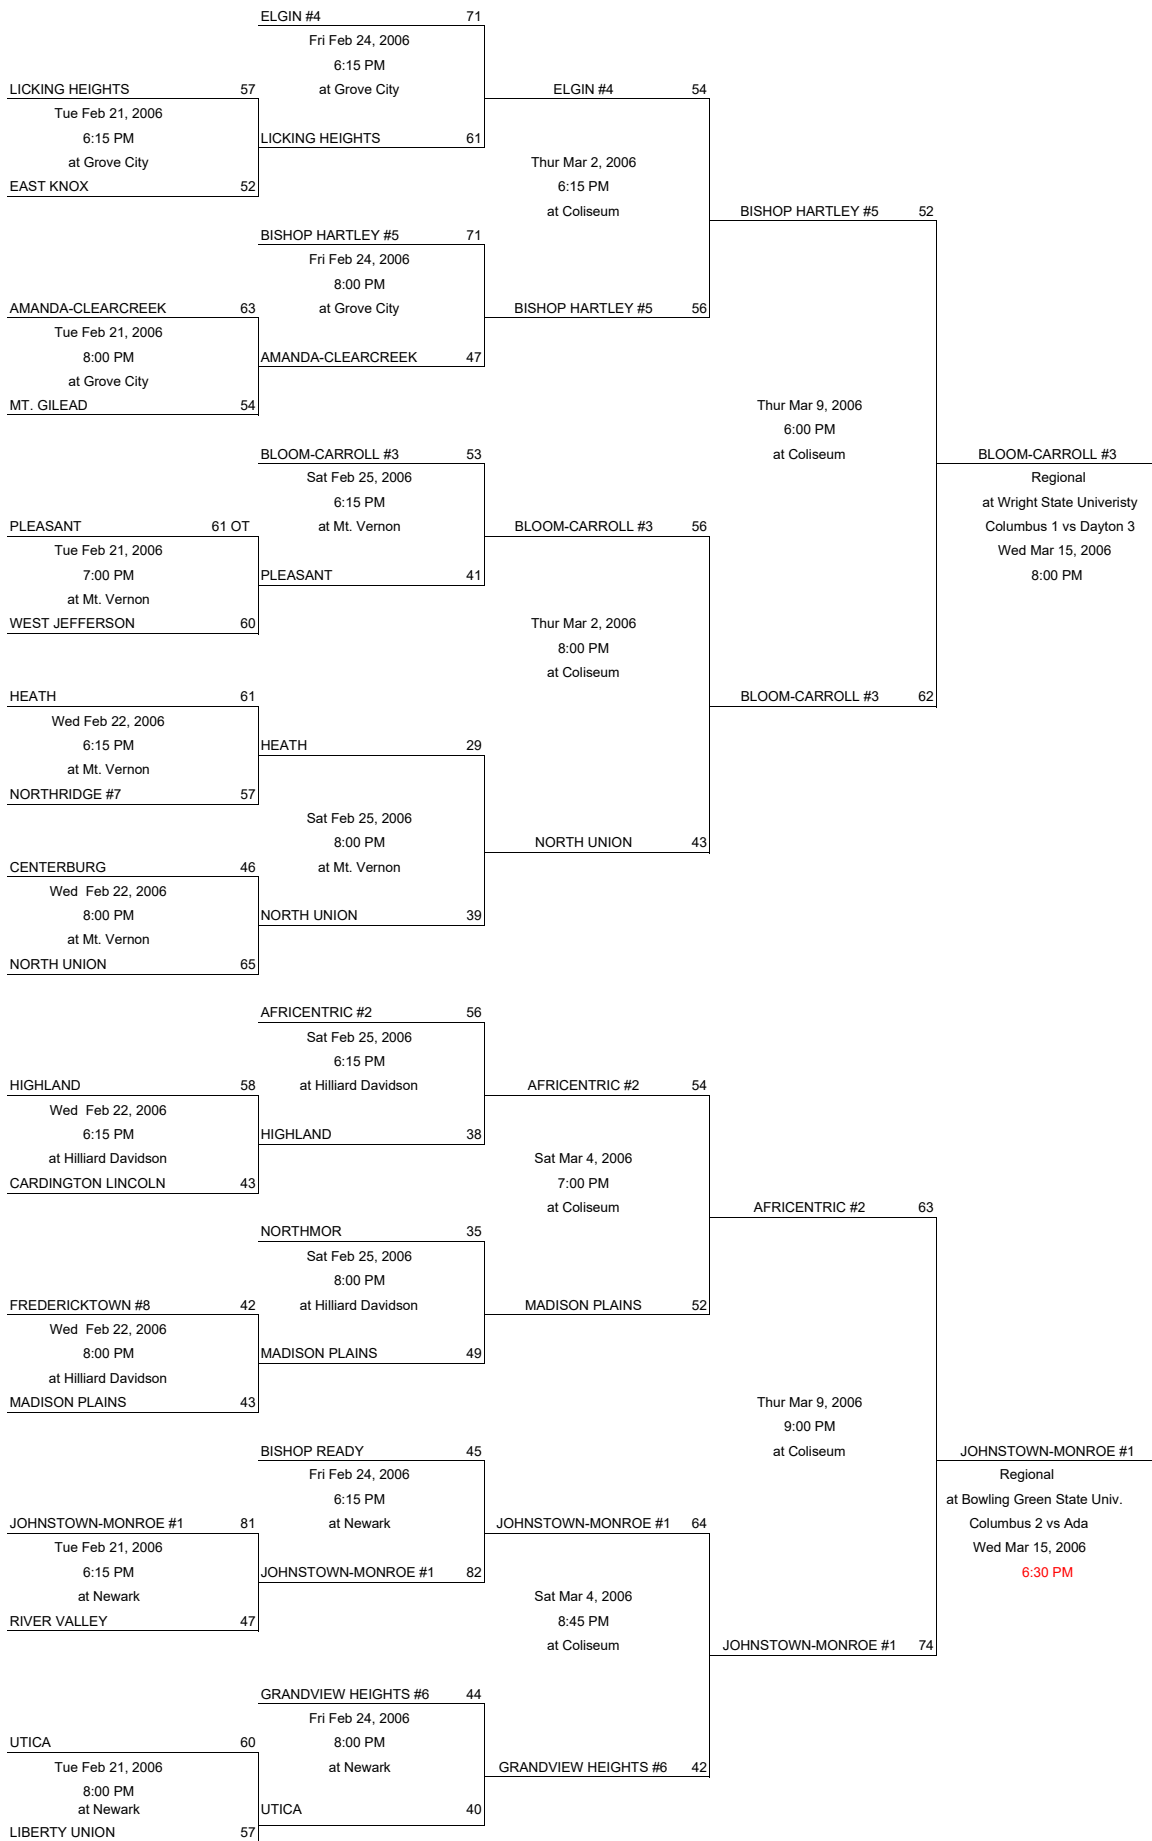 ELGIN #4 71
Fri Feb 24, 2006
6:15 PM
LICKING HEIGHTS 57 at Grove City ELGIN #4 54
Tue Feb 21, 2006
6:15 PM LICKING HEIGHTS 61
at Grove City Thur Mar 2, 2006
EAST KNOX 52 6:15 PM
at Coliseum BISHOP HARTLEY #5 52
BISHOP HARTLEY #5 71
Fri Feb 24, 2006
8:00 PM
AMANDA-CLEARCREEK 63 at Grove City BISHOP HARTLEY #5 56
Tue Feb 21, 2006
8:00 PM AMANDA-CLEARCREEK 47
at Grove City
MT. GILEAD 54 Thur Mar 9, 2006
6:00 PM
BLOOM-CARROLL #3 53 at Coliseum BLOOM-CARROLL #3
Sat Feb 25, 2006 Regional
6:15 PM at Wright State Univeristy
PLEASANT 61 OT at Mt. Vernon BLOOM-CARROLL #3 56 Columbus 1 vs Dayton 3
Tue Feb 21, 2006 Wed Mar 15, 2006
7:00 PM PLEASANT 41 8:00 PM
at Mt. Vernon
WEST JEFFERSON 60 Thur Mar 2, 2006
8:00 PM
at Coliseum
HEATH 61 BLOOM-CARROLL #3 62
Wed Feb 22, 2006
6:15 PM HEATH 29
at Mt. Vernon
NORTHRIDGE #7 57
Sat Feb 25, 2006
8:00 PM NORTH UNION 43
CENTERBURG 46 at Mt. Vernon
Wed Feb 22, 2006
8:00 PM NORTH UNION 39
at Mt. Vernon
NORTH UNION 65
AFRICENTRIC #2 56
Sat Feb 25, 2006
6:15 PM
HIGHLAND 58 at Hilliard Davidson AFRICENTRIC #2 54
Wed Feb 22, 2006
6:15 PM HIGHLAND 38
at Hilliard Davidson Sat Mar 4, 2006
CARDINGTON LINCOLN 43 7:00 PM
at Coliseum AFRICENTRIC #2 63
NORTHMOR 35
Sat Feb 25, 2006
8:00 PM
FREDERICKTOWN #8 42 at Hilliard Davidson MADISON PLAINS 52
Wed Feb 22, 2006
8:00 PM MADISON PLAINS 49
at Hilliard Davidson
MADISON PLAINS 43 Thur Mar 9, 2006
9:00 PM
BISHOP READY 45 at Coliseum JOHNSTOWN-MONROE #1
Fri Feb 24, 2006 Regional
6:15 PM at Bowling Green State Univ.
JOHNSTOWN-MONROE #1 81 at Newark JOHNSTOWN-MONROE #1 64 Columbus 2 vs Ada
Tue Feb 21, 2006 Wed Mar 15, 2006
6:15 PM JOHNSTOWN-MONROE #1 82 6:30 PM
at Newark Sat Mar 4, 2006
RIVER VALLEY 47 8:45 PM
at Coliseum JOHNSTOWN-MONROE #1 74
GRANDVIEW HEIGHTS #6 44
Fri Feb 24, 2006
UTICA 60 8:00 PM
Tue Feb 21, 2006 at Newark GRANDVIEW HEIGHTS #6 42
8:00 PM
at Newark UTICA 40
LIBERTY UNION 57